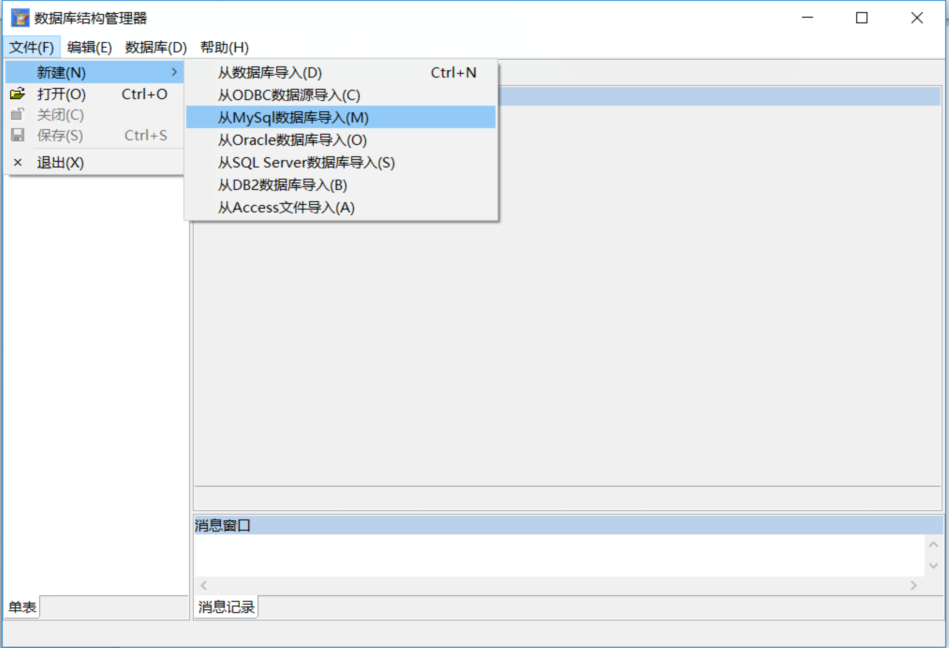 数据库结构管理器
文件(F) 编辑(E) 数据库(D) 帮助(H)
新建(N)
打开(O) Ctrl+O
关闭(C)
保存(S) Ctrl+S
退出(X)
从数据库导入(D) Ctrl+N
从ODBC数据源导入(C)
从MySql数据库导入(M)
从Oracle数据库导入(O)
从SQL Server数据库导入(S)
从DB2数据库导入(B)
从Access文件导入(A)
消息窗口
单表
消息记录